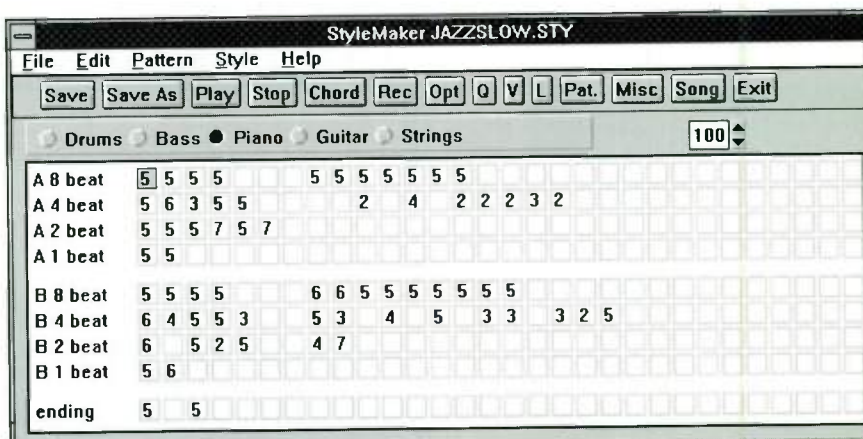 StyleMaker JAZZSLOW.STY
File Edit Pattern Style Help
Save Save As Play Stop Chord Rec Opt Q V L Pat. Misc Song Exit
Drums Bass Piano Guitar Strings 100
A 8 beat 5 5 5 5 5 5 5 5 5 5 5
A 4 beat 5 6 3 5 5 2 4 2 2 2 3 2
A 2 beat 5 5 5 7 5 7
A 1 beat 5 5
B 8 beat 5 5 5 5 6 6 5 5 5 5 5 5 5
B 4 beat 6 4 5 5 3 5 3 4 5 3 3 3 2 5
B 2 beat 6 5 2 5 4 7
B 1 beat 5 6
ending 5 5